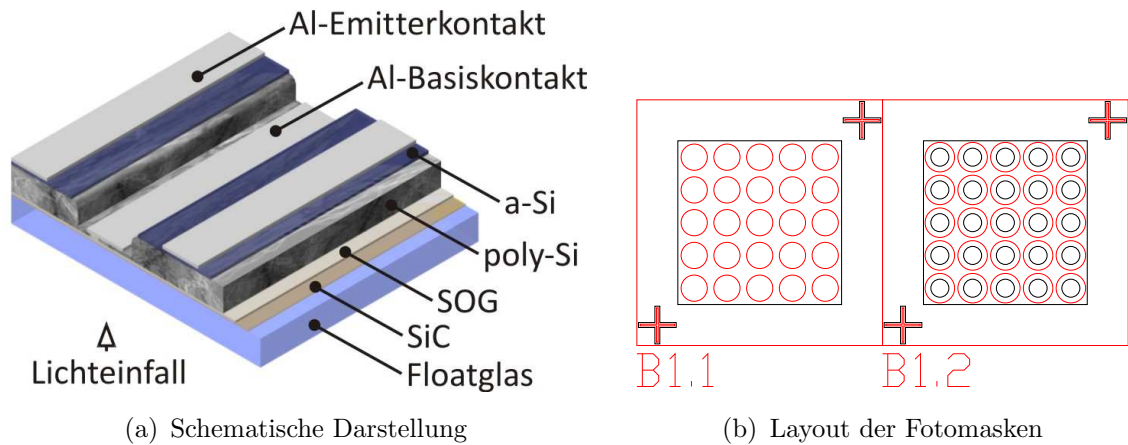 Al-Emitterkontakt
Al-Basiskontakt
a-Si
poly-Si
SOG
SiC
Floatglas
Lichteinfall
B1.1
B1.2
(a) Schematische Darstellung
(b) Layout der Fotomasken